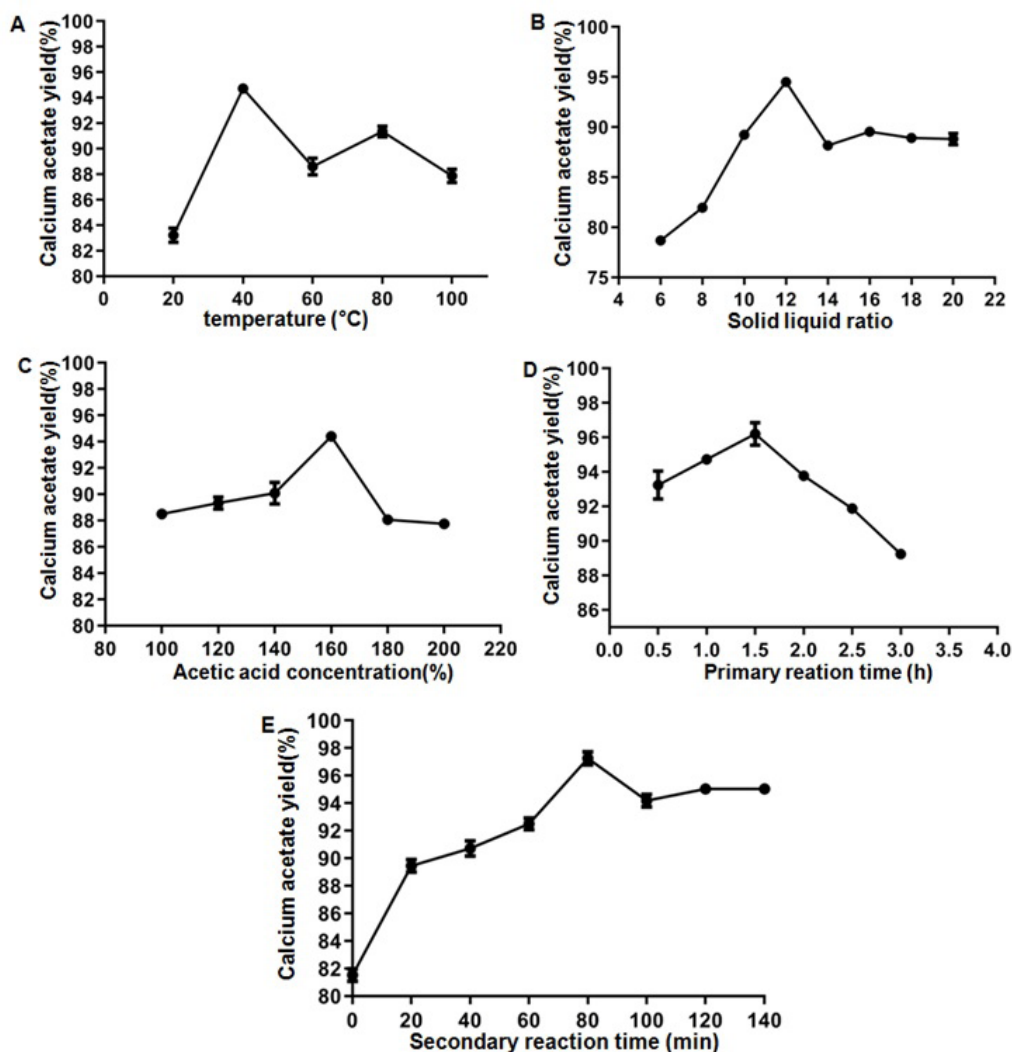 A
Calcium acetate yield(%)
100
98
96
94
92
90
88
86
84
82
80
0 20 40 60 80 100
temperature (°C)
B
Calcium acetate yield(%)
100
95
90
85
80
75
4 6 8 10 12 14 16 18 20 22
Solid liquid ratio
C
Calcium acetate yield(%)
100
98
96
94
92
90
88
86
84
82
80
80 100 120 140 160 180 200 220
Acetic acid concentration(%)
D
Calcium acetate yield(%)
100
98
96
94
92
90
88
86
0.0 0.5 1.0 1.5 2.0 2.5 3.0 3.5 4.0
Primary reation time (h)
E
Calcium acetate yield(%)
100
98
96
94
92
90
88
86
84
82
80
0 20 40 60 80 100 120 140
Secondary reaction time (min)